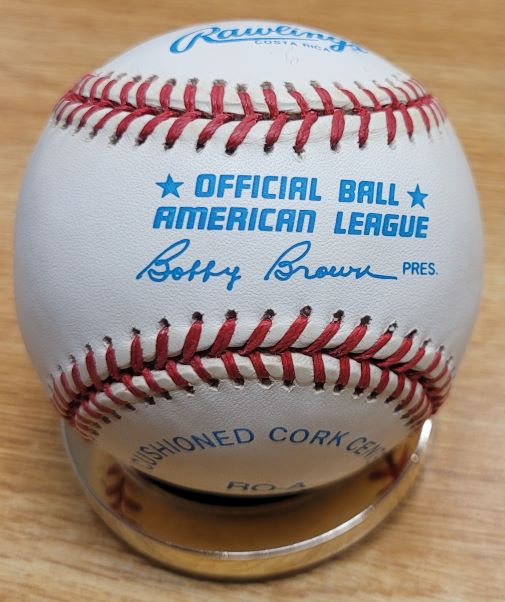 Rawlings
COSTA RICA
★ OFFICIAL BALL ★
AMERICAN LEAGUE
Bobby Brown PRES.
CUSHIONED CORK CEN
RO-A